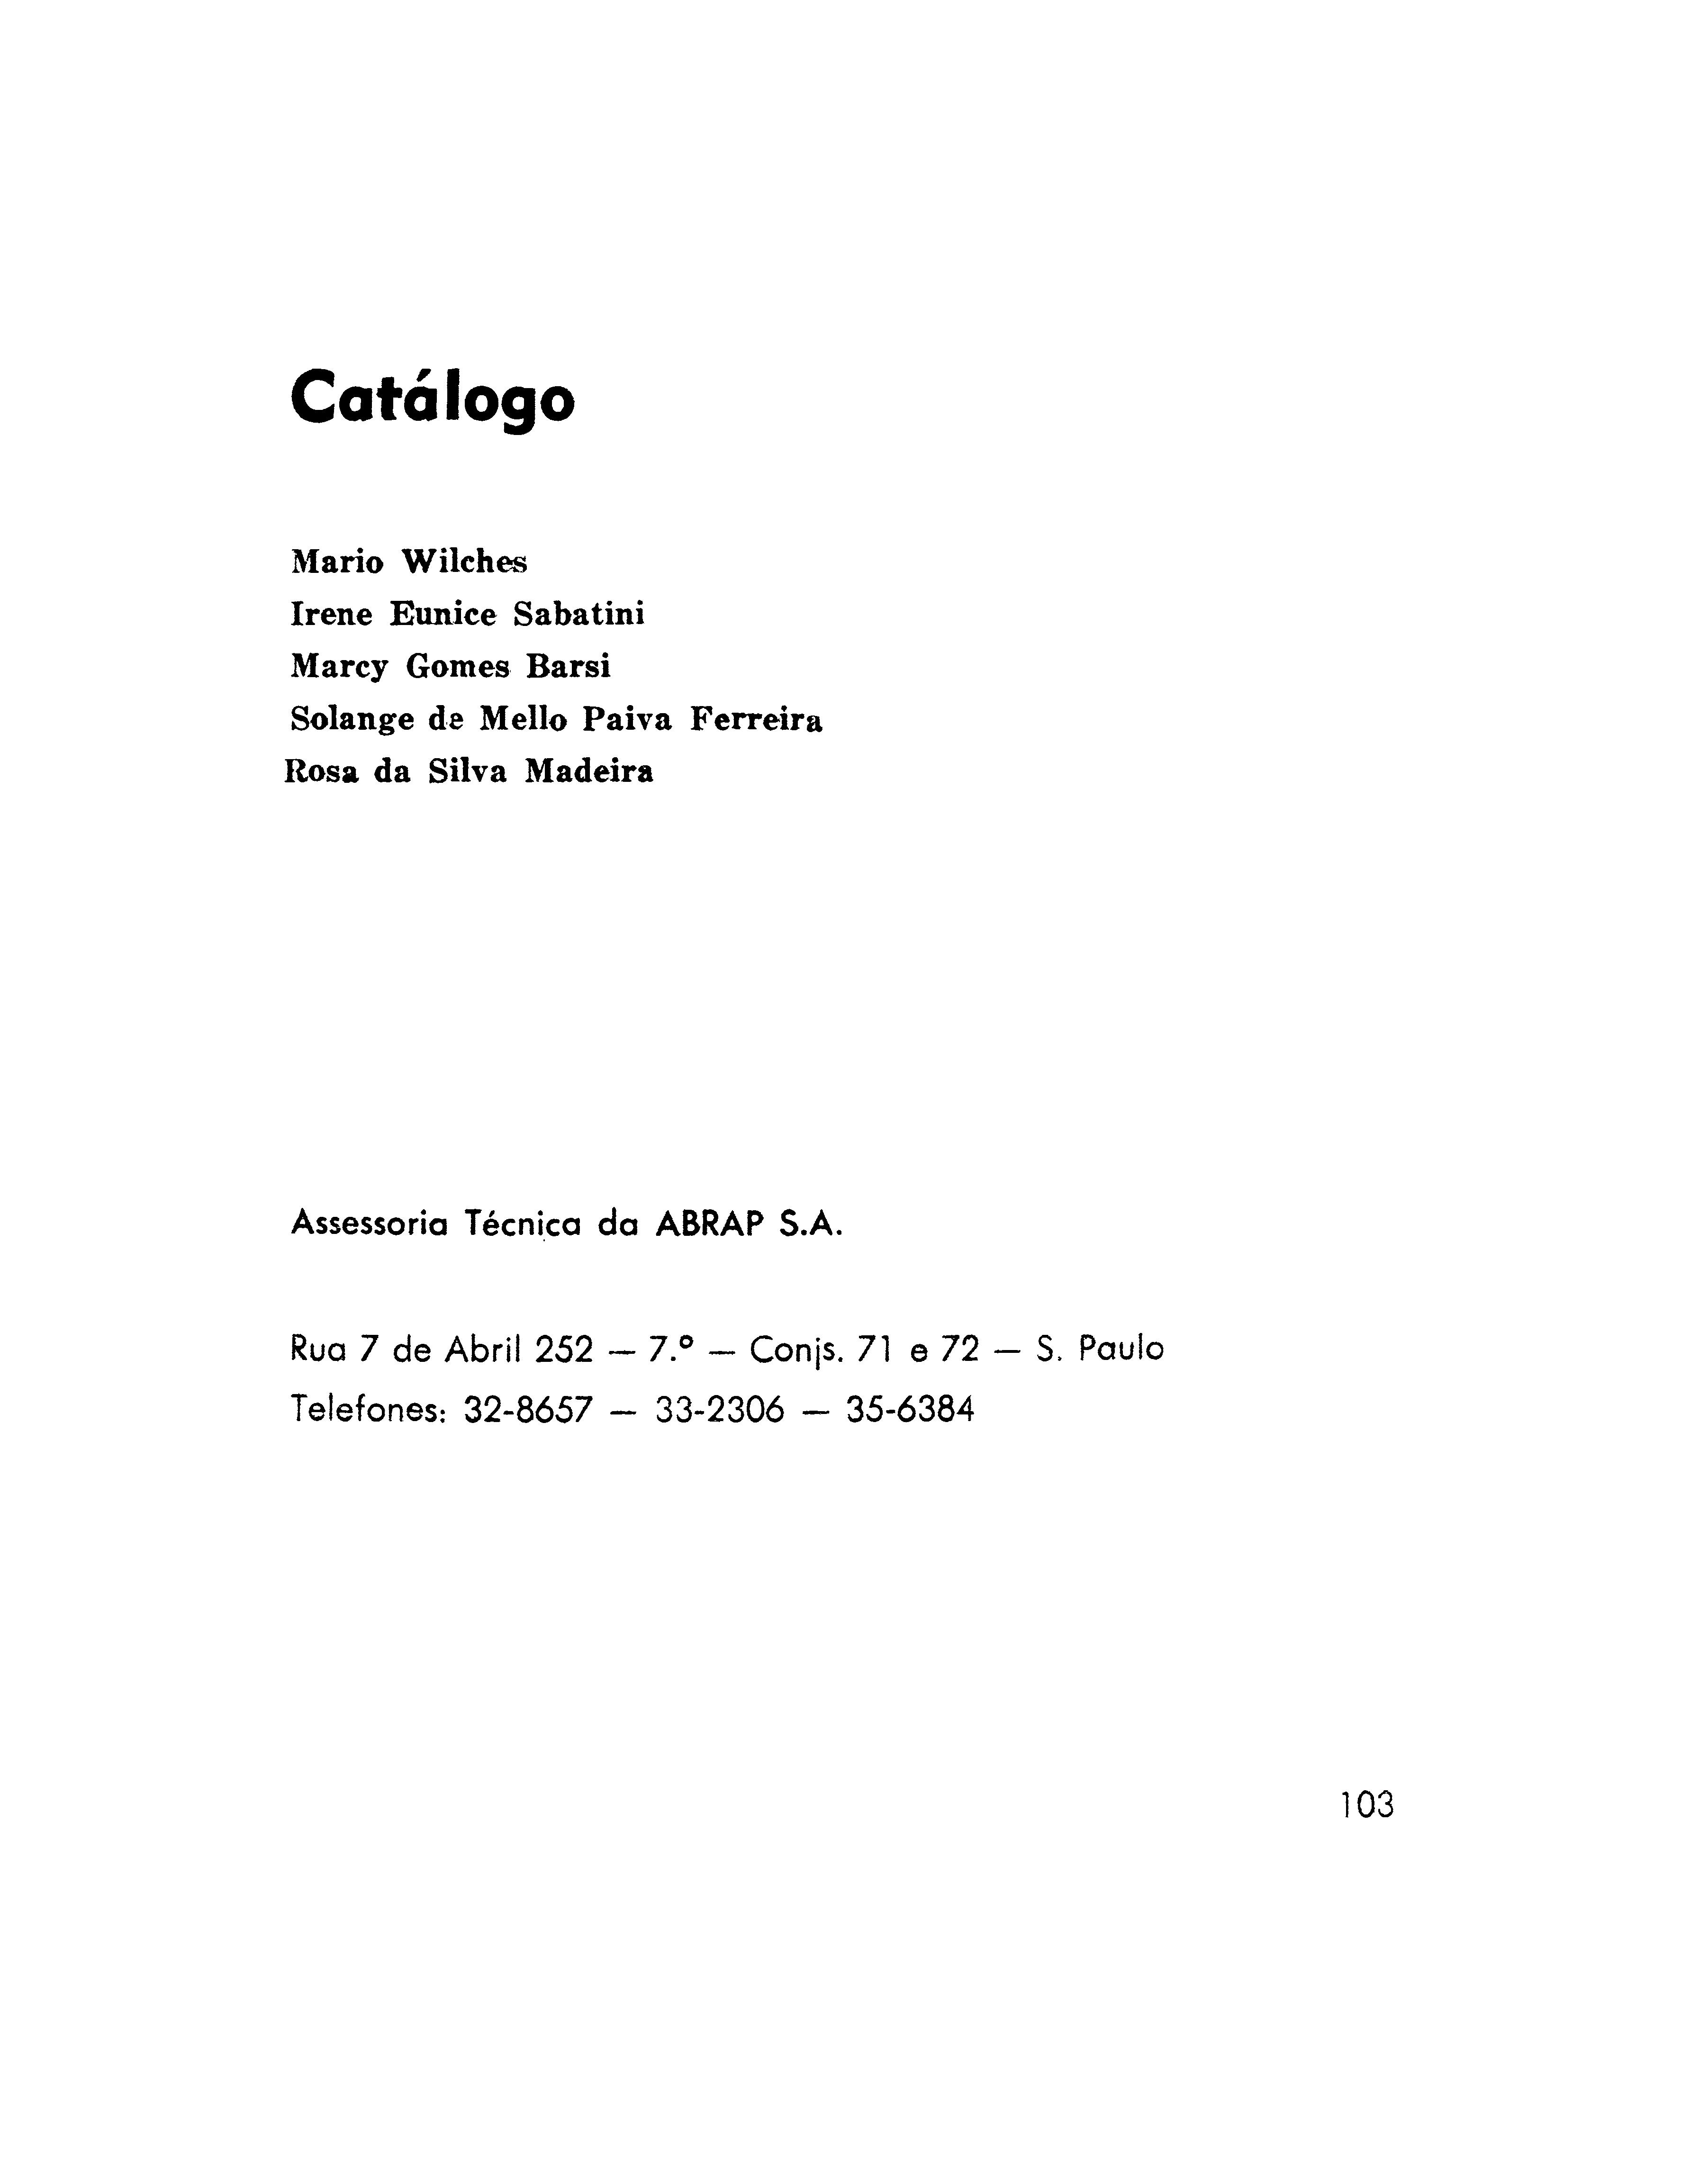 Catálogo
Mario Wilches
Irene Eunice Sabatini
Marcy Gomes Barsi
Solange de Mello Paiva Ferreira
Rosa da Silva Madeira
Assessoria Técnica da ABRAP S.A.
Rua 7 de Abril 252 — 7.º — Conjs. 71 e 72 — S. Paulo
Telefones: 32-8657 — 33-2306 — 35-6384
103